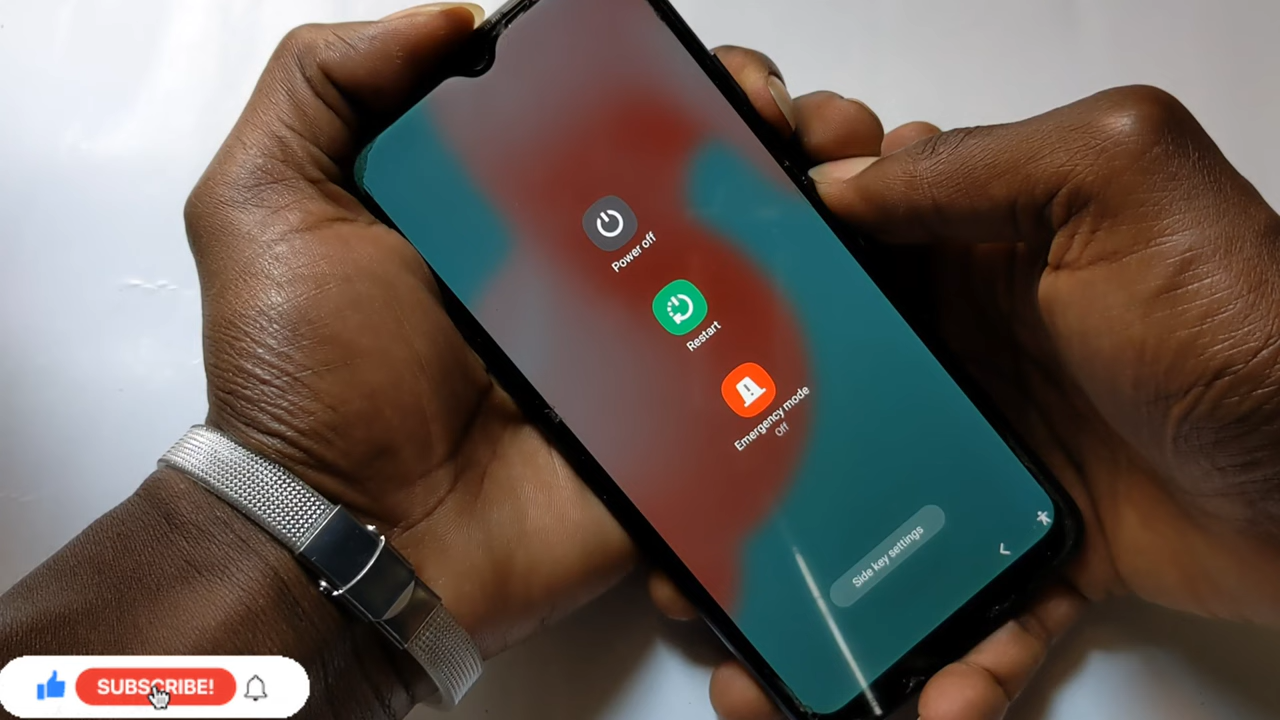 Power off
Restart
Emergency mode
Off
Side key settings
SUBSCRIBE!